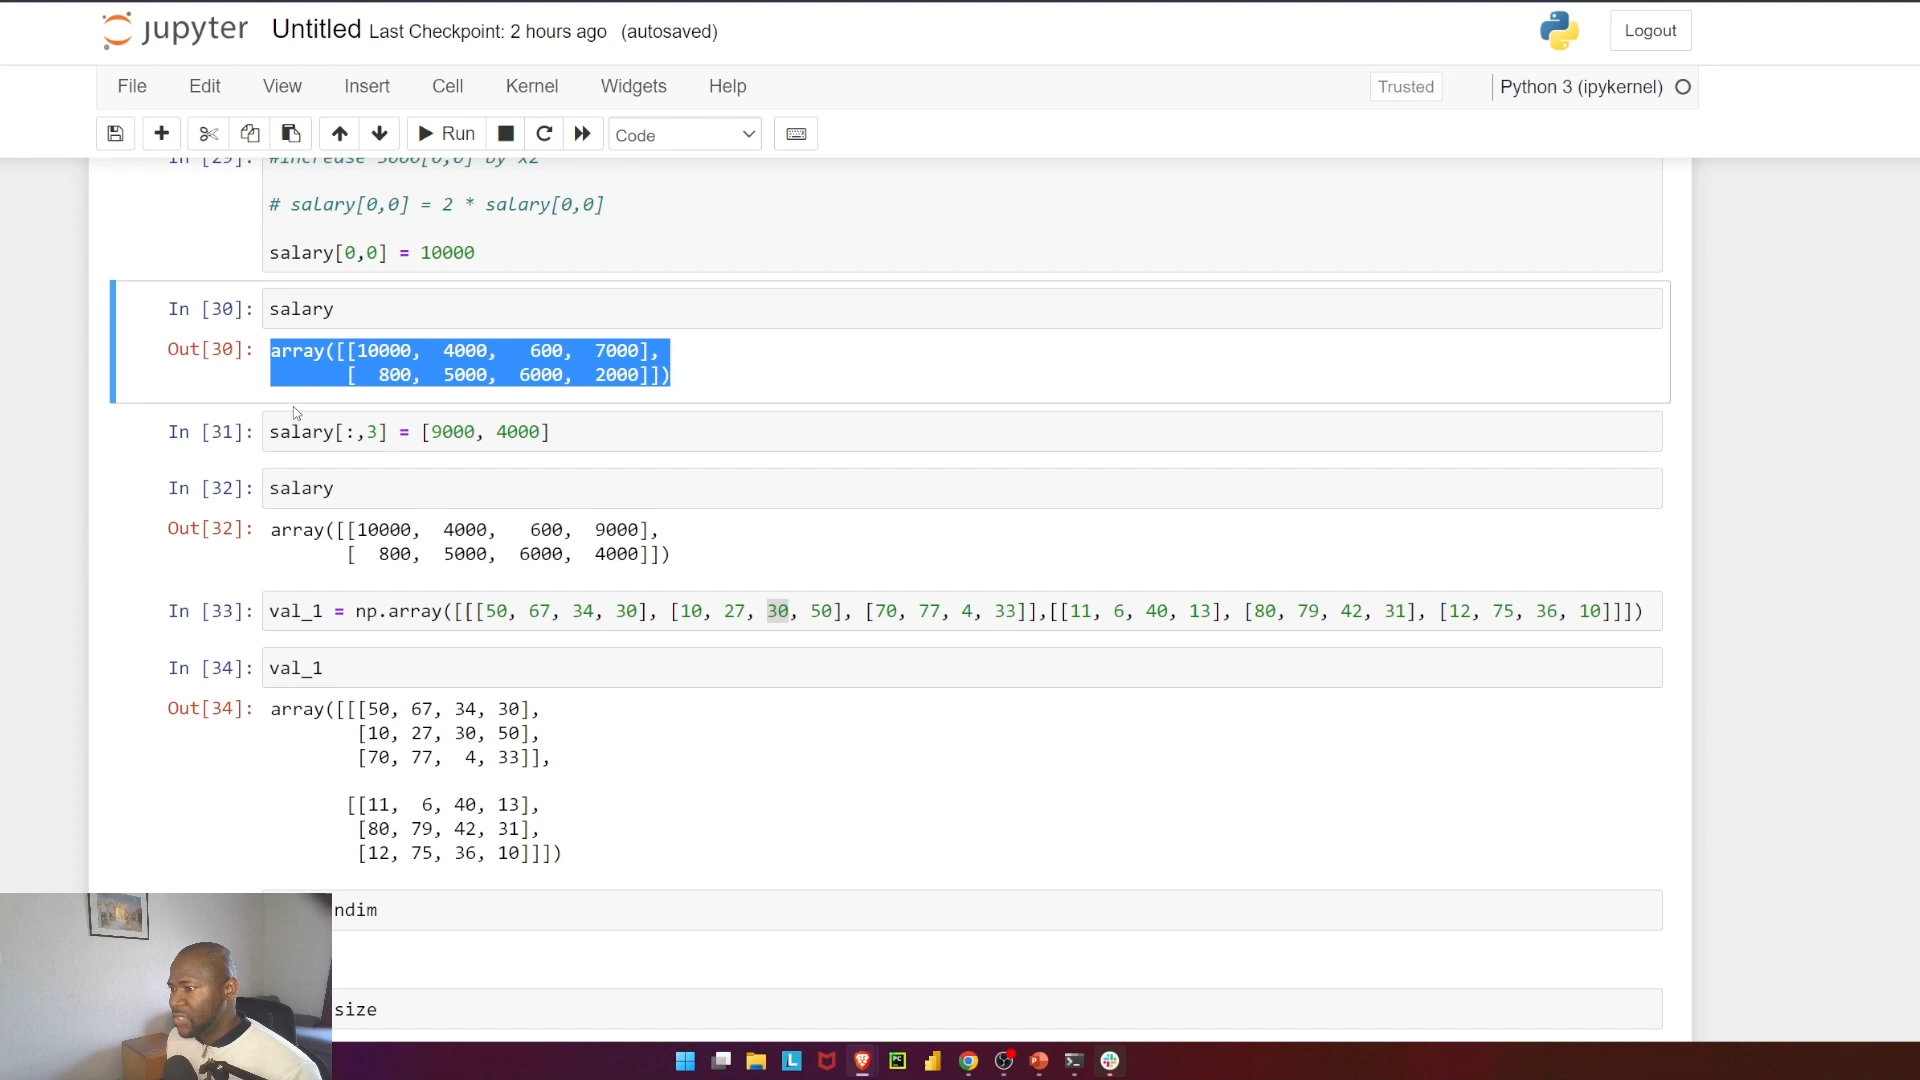 jupyter Untitled Last Checkpoint: 2 hours ago (autosaved)
Logout
File Edit View Insert Cell Kernel Widgets Help
Trusted Python 3 (ipykernel)
Run Code
In [29]: #increase 5000[0,0] by x2
# salary[0,0] = 2 * salary[0,0]
salary[0,0] = 10000
In [30]: salary
Out[30]: array([[10000,  4000,   600,  7000],
       [  800,  5000,  6000,  2000]])
In [31]: salary[:,3] = [9000, 4000]
In [32]: salary
Out[32]: array([[10000,  4000,   600,  9000],
       [  800,  5000,  6000,  4000]])
In [33]: val_1 = np.array([[[50, 67, 34, 30], [10, 27, 30, 50], [70, 77, 4, 33]],[[11, 6, 40, 13], [80, 79, 42, 31], [12, 75, 36, 10]]])
In [34]: val_1
Out[34]: array([[[50, 67, 34, 30],
        [10, 27, 30, 50],
        [70, 77,  4, 33]],
       [[11,  6, 40, 13],
        [80, 79, 42, 31],
        [12, 75, 36, 10]]])
ndim
size